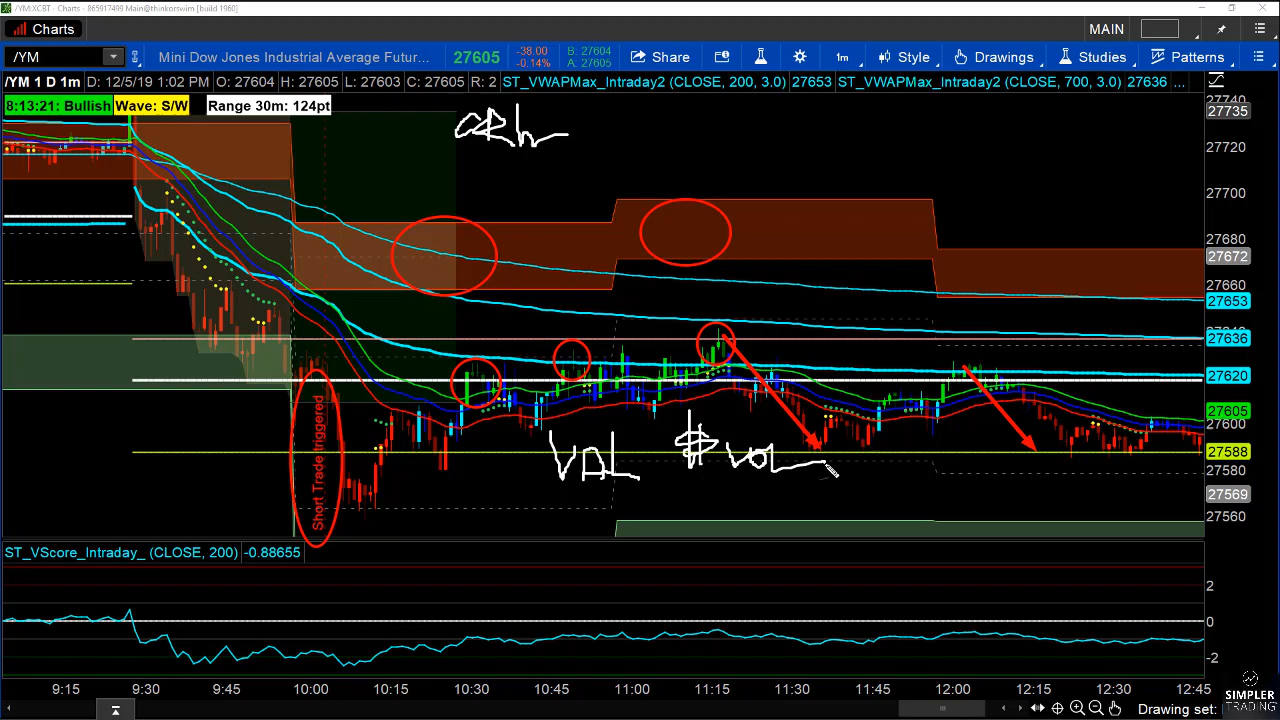 /YM:XCBT - Charts - 865917499 Main@thinkorswim [build 1960]
Charts
MAIN
/YM
Mini Dow Jones Industrial Average Futur...
27605
-38.00
-0.14%
B: 27604
A: 27605
Share
1m
Style
Drawings
Studies
Patterns
/YM 1 D 1m
D: 12/5/19 1:02 PM
O: 27604
H: 27605
L: 27603
C: 27605
R: 2
ST_VWAPMax_Intraday2 (CLOSE, 200, 3.0)
27653
ST_VWAPMax_Intraday2 (CLOSE, 700, 3.0)
27636
...
8:13:21: Bullish
Wave: S/W
Range 30m: 124pt
27740
27735
27720
27700
27680
27672
27660
27653
27640
27636
27620
27605
27600
27588
27580
27569
27560
Short Trade triggered
VAL
$VOL
ST_VScore_Intraday_ (CLOSE, 200)
-0.88655
2
0
-2
9:15
9:30
9:45
10:00
10:15
10:30
10:45
11:00
11:15
11:30
11:45
12:00
12:15
12:30
12:45
Drawing set:
SIMPLER
TRADING